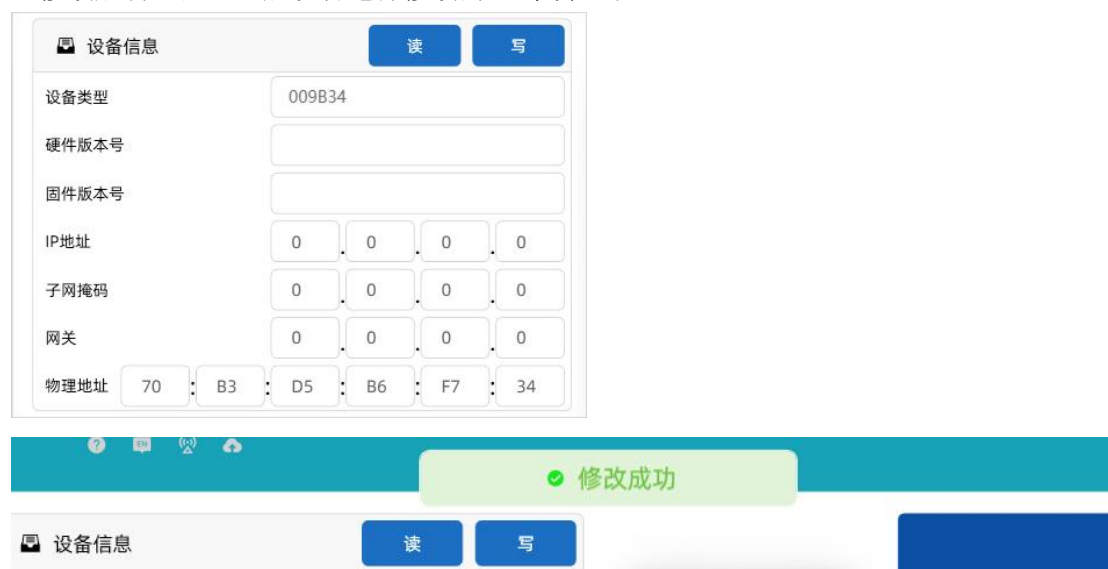 设备信息 读 写
设备类型 009B34
硬件版本号
固件版本号
IP地址 0 . 0 . 0 . 0
子网掩码 0 . 0 . 0 . 0
网关 0 . 0 . 0 . 0
物理地址 70 : B3 : D5 : B6 : F7 : 34
? EN
修改成功
设备信息 读 写